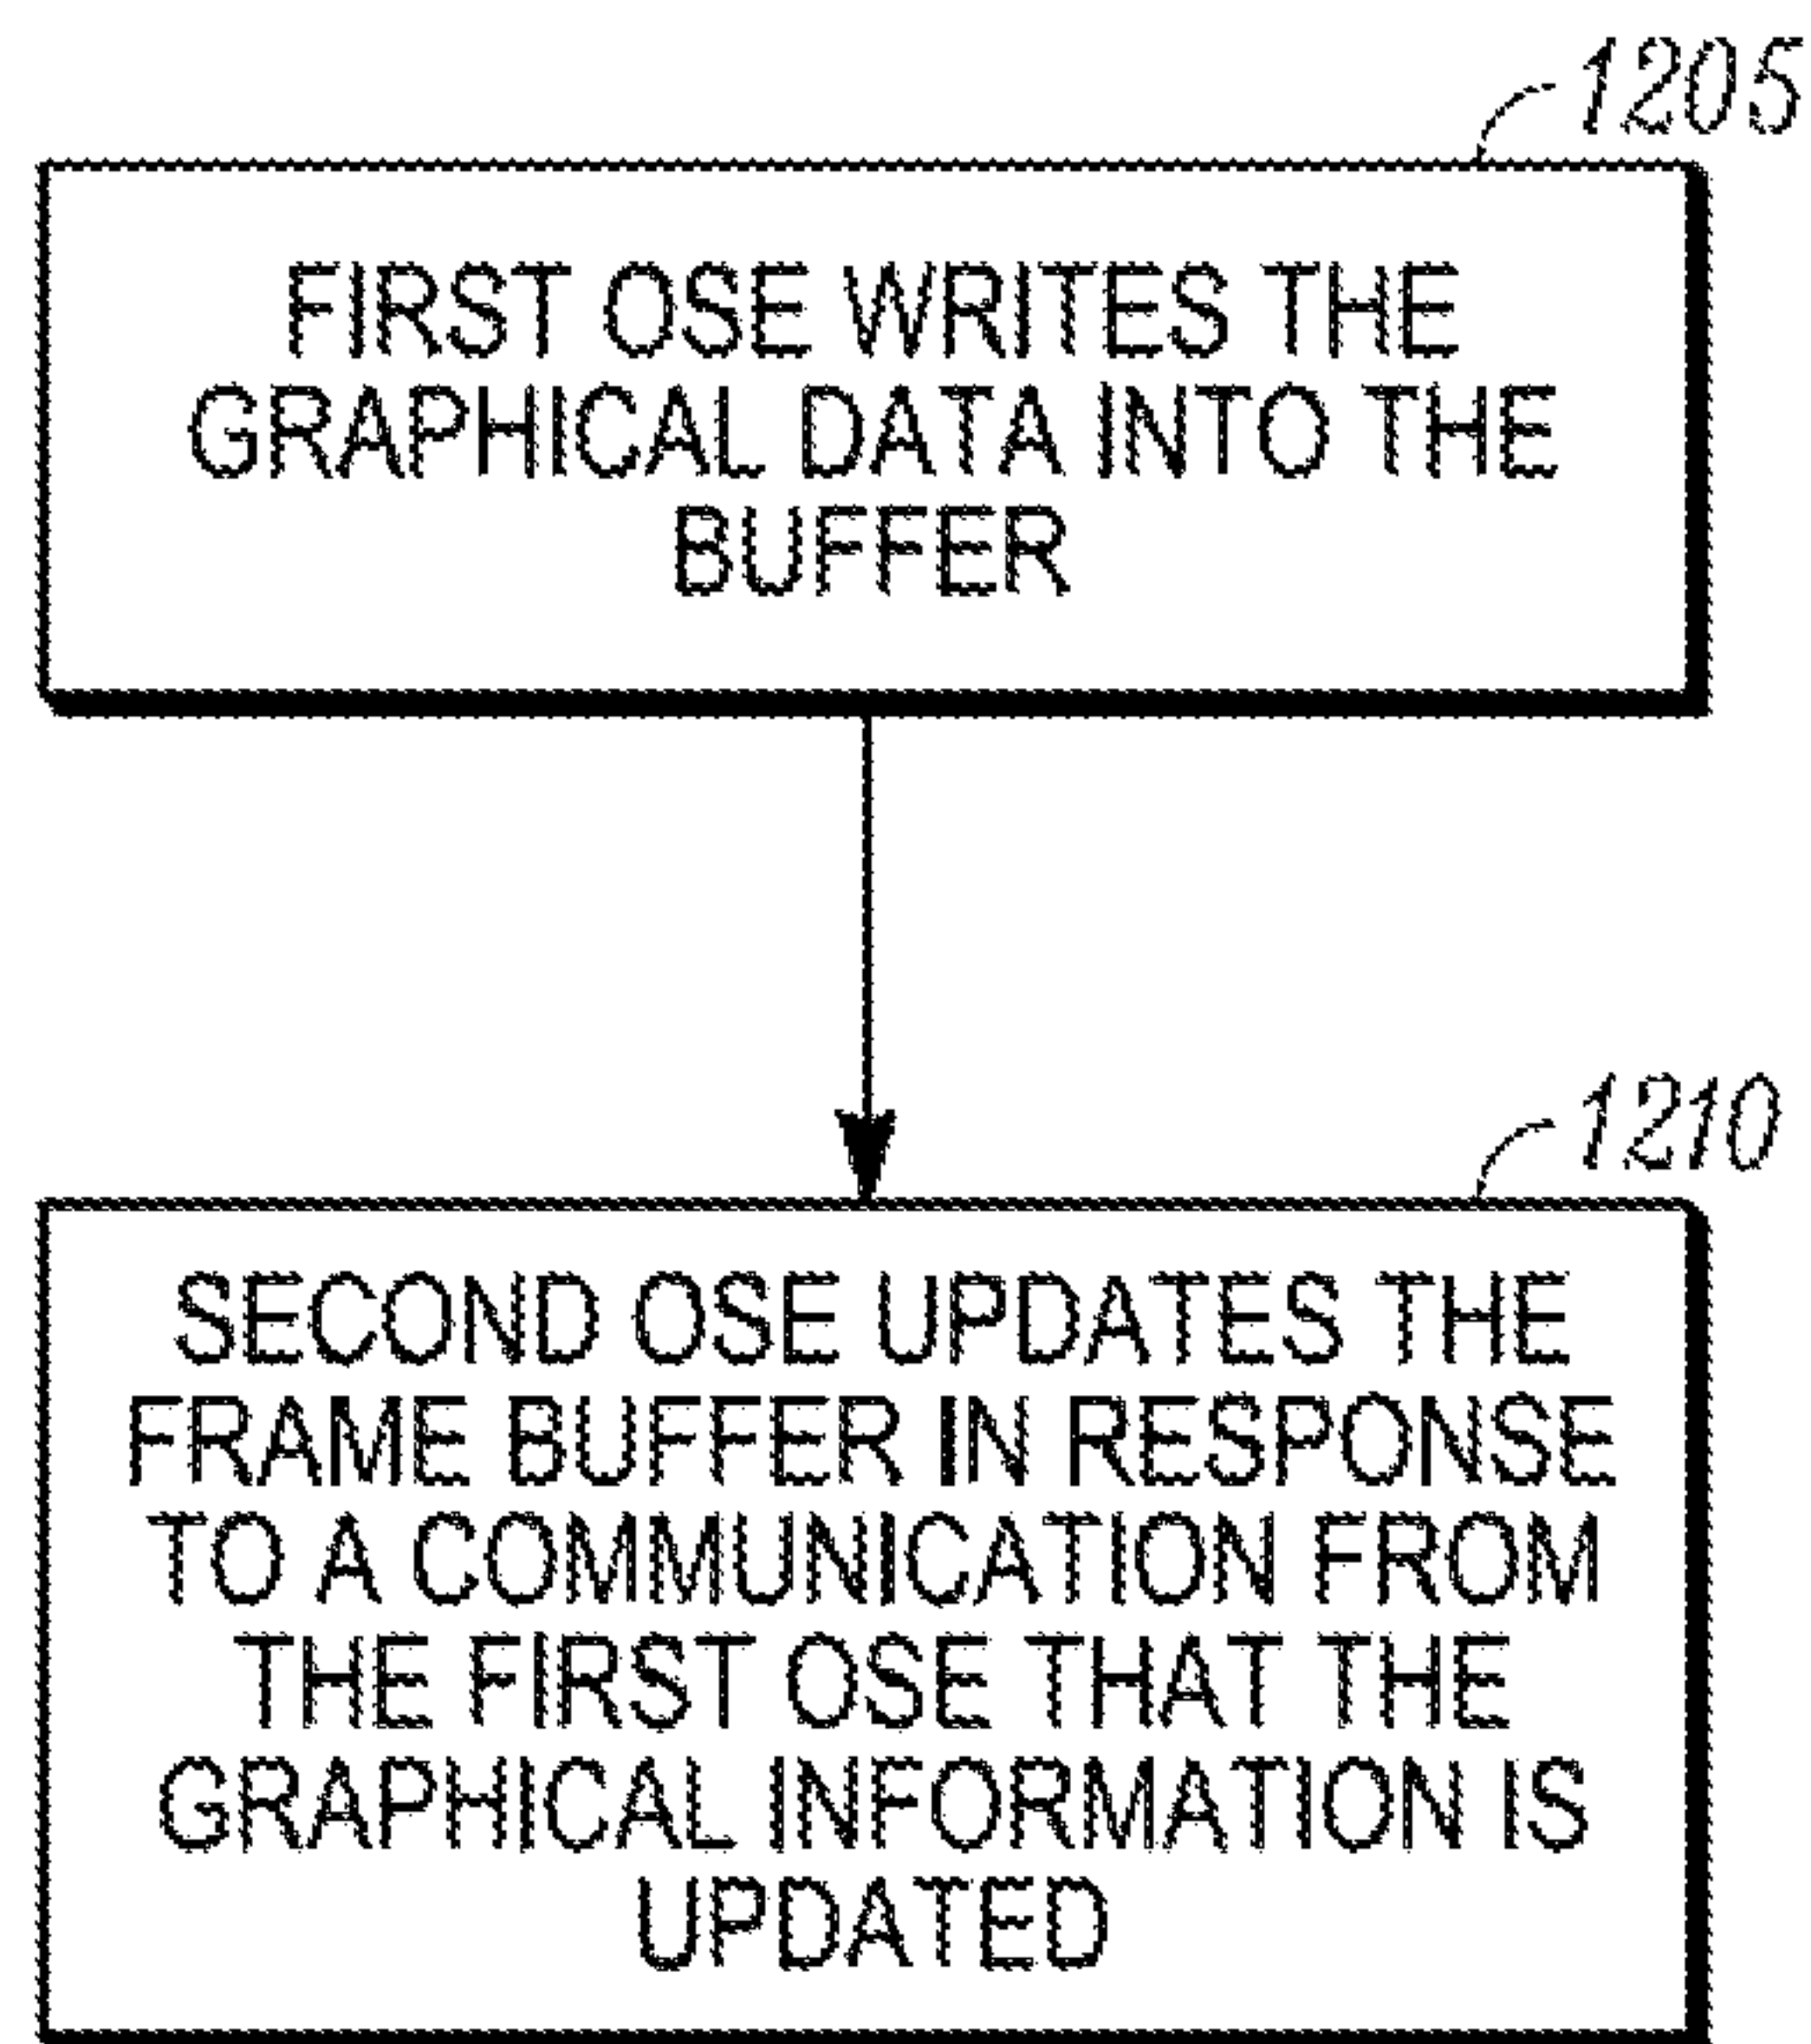 1205
FIRST OSE WRITES THE
GRAPHICAL DATA INTO THE
BUFFER
1210
SECOND OSE UPDATES THE
FRAME BUFFER IN RESPONSE
TO A COMMUNICATION FROM
THE FIRST OSE THAT THE
GRAPHICAL INFORMATION IS
UPDATED